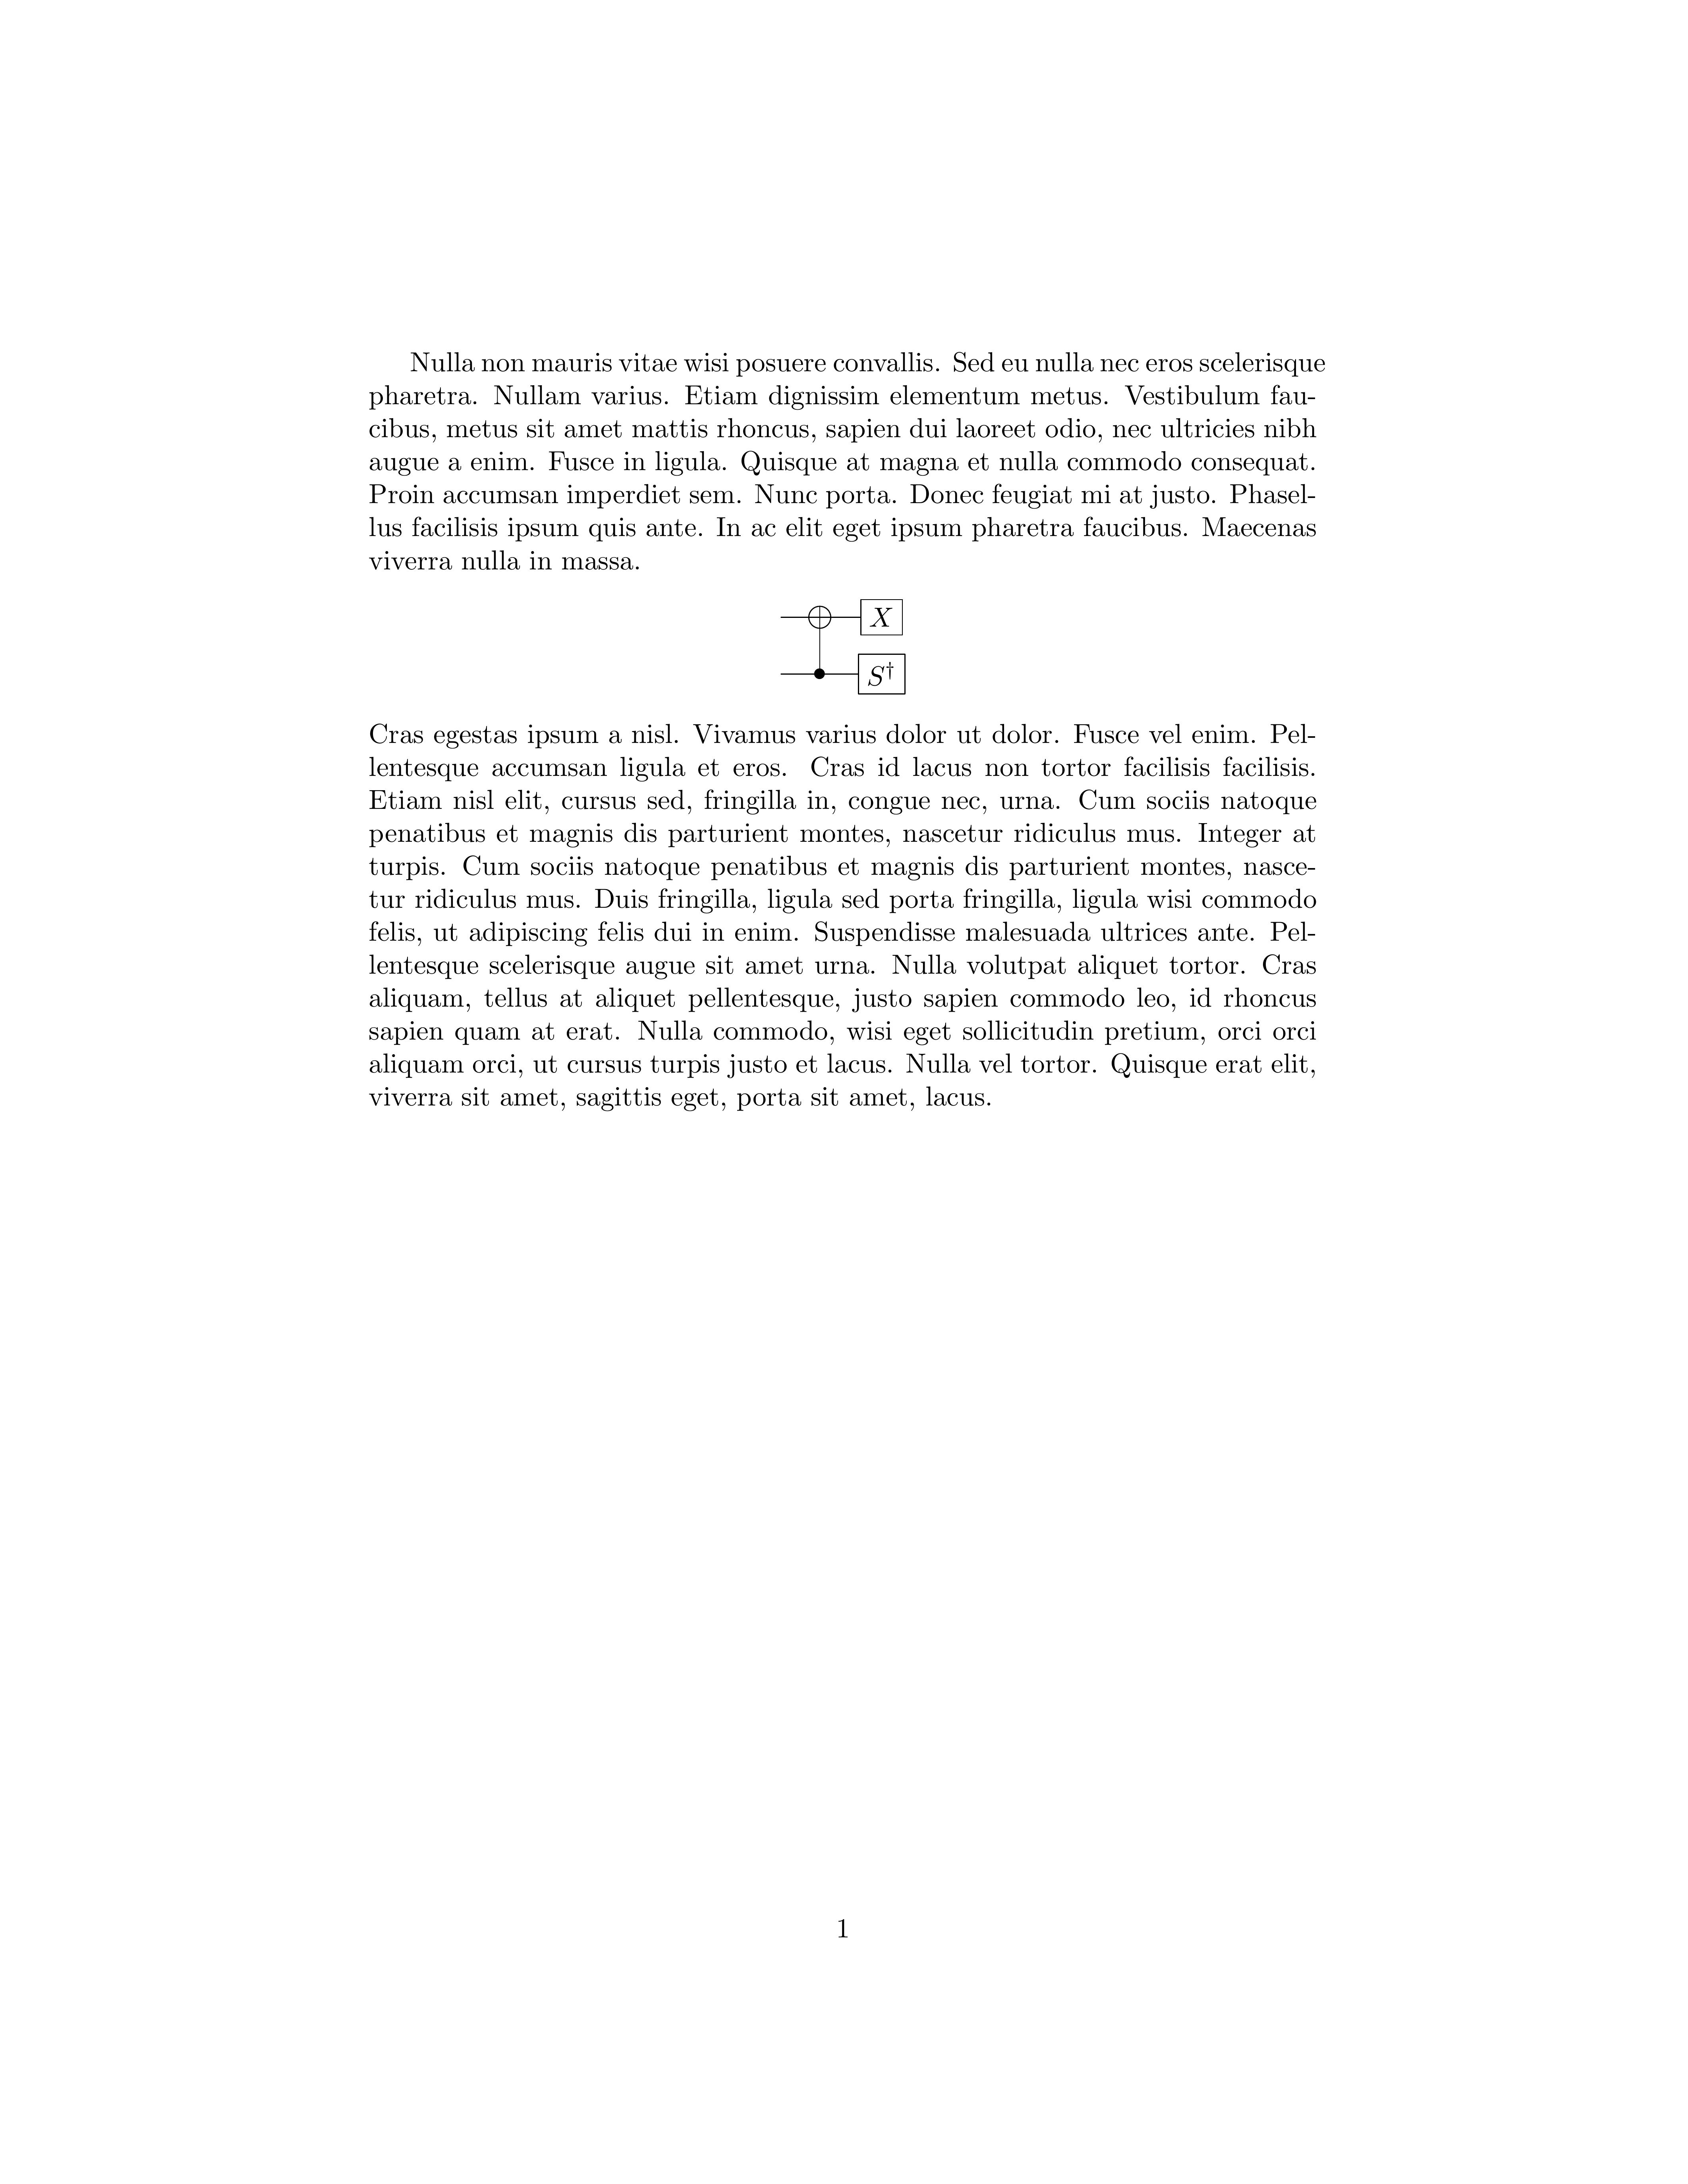 Nulla non mauris vitae wisi posuere convallis. Sed eu nulla nec eros scelerisque
pharetra. Nullam varius. Etiam dignissim elementum metus. Vestibulum fau-
cibus, metus sit amet mattis rhoncus, sapien dui laoreet odio, nec ultricies nibh
augue a enim. Fusce in ligula. Quisque at magna et nulla commodo consequat.
Proin accumsan imperdiet sem. Nunc porta. Donec feugiat mi at justo. Phasel-
lus facilisis ipsum quis ante. In ac elit eget ipsum pharetra faucibus. Maecenas
viverra nulla in massa.
X
S†
Cras egestas ipsum a nisl. Vivamus varius dolor ut dolor. Fusce vel enim. Pel-
lentesque accumsan ligula et eros. Cras id lacus non tortor facilisis facilisis.
Etiam nisl elit, cursus sed, fringilla in, congue nec, urna. Cum sociis natoque
penatibus et magnis dis parturient montes, nascetur ridiculus mus. Integer at
turpis. Cum sociis natoque penatibus et magnis dis parturient montes, nasce-
tur ridiculus mus. Duis fringilla, ligula sed porta fringilla, ligula wisi commodo
felis, ut adipiscing felis dui in enim. Suspendisse malesuada ultrices ante. Pel-
lentesque scelerisque augue sit amet urna. Nulla volutpat aliquet tortor. Cras
aliquam, tellus at aliquet pellentesque, justo sapien commodo leo, id rhoncus
sapien quam at erat. Nulla commodo, wisi eget sollicitudin pretium, orci orci
aliquam orci, ut cursus turpis justo et lacus. Nulla vel tortor. Quisque erat elit,
viverra sit amet, sagittis eget, porta sit amet, lacus.
1